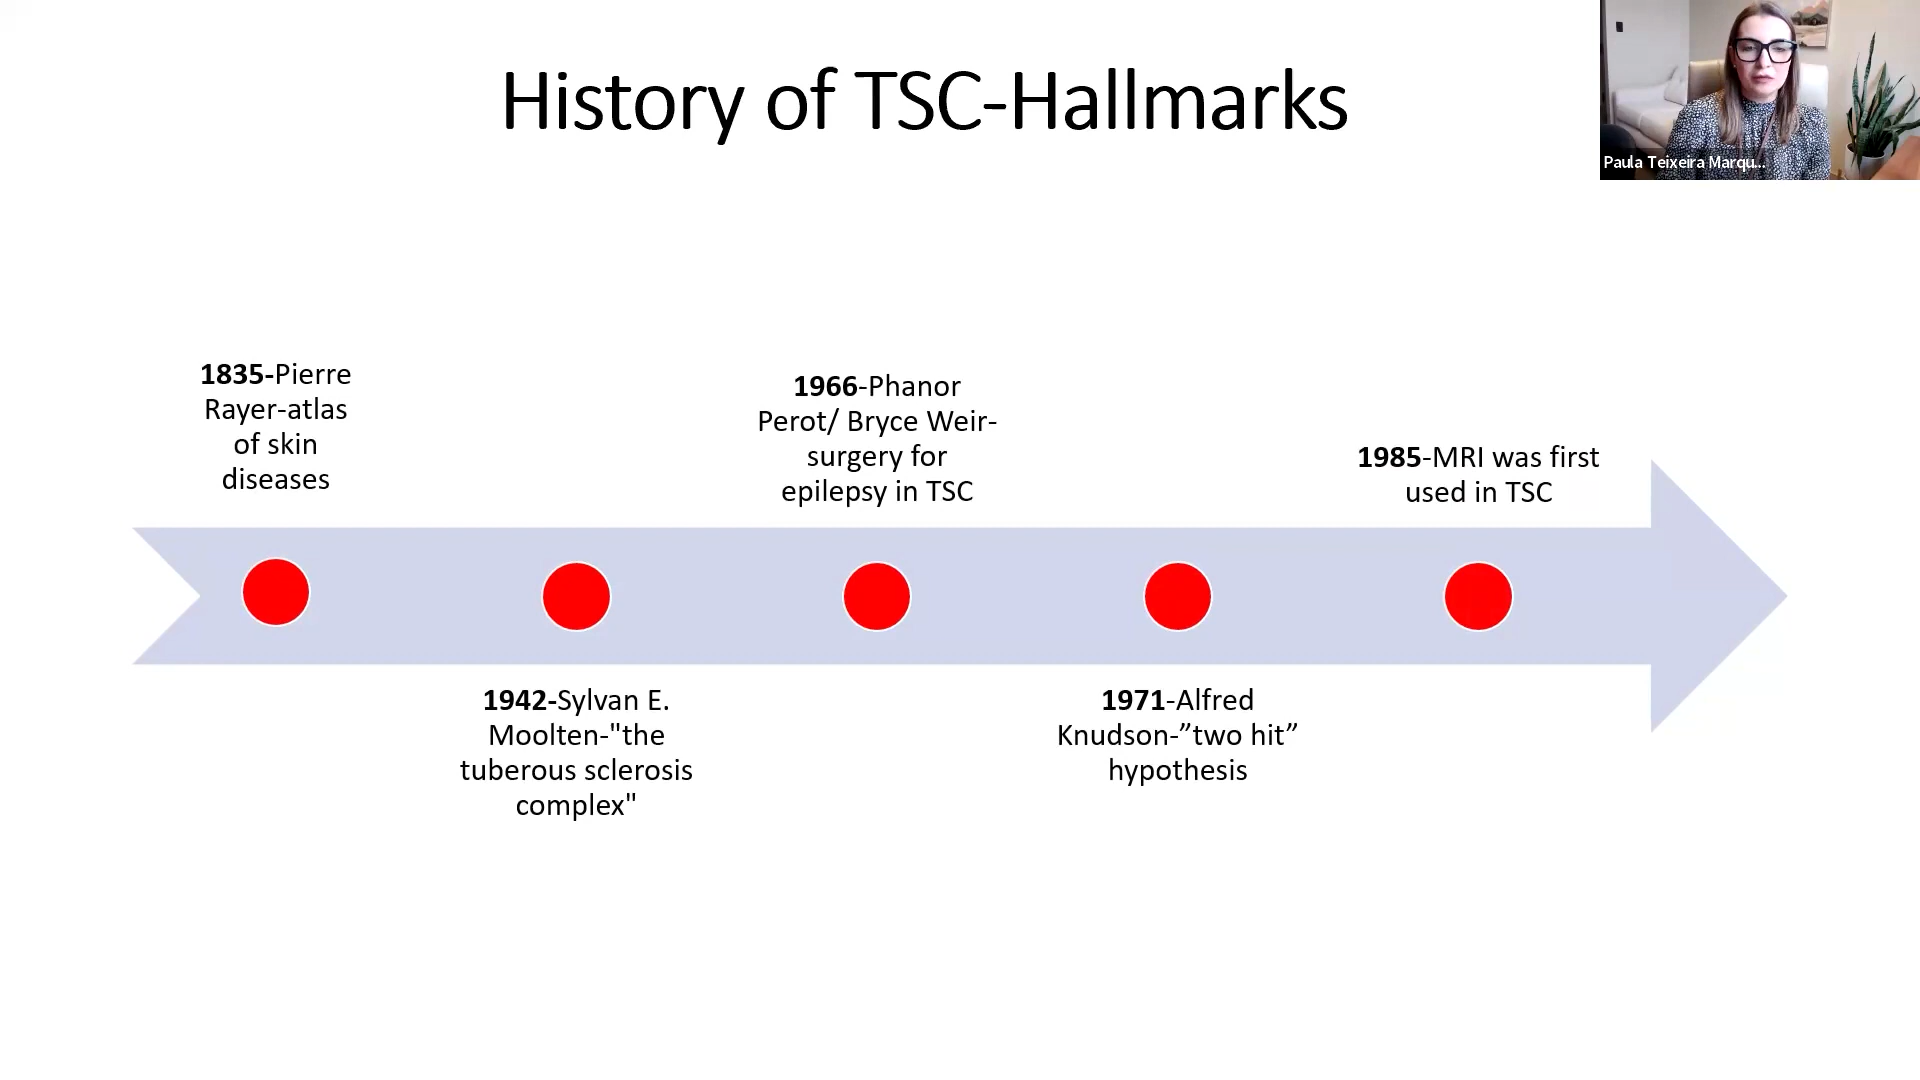 History of TSC-Hallmarks
Paula Teixeira Marqu...
1835-Pierre
Rayer-atlas
of skin
diseases
1942-Sylvan E.
Moolten-"the
tuberous sclerosis
complex"
1966-Phanor
Perot/ Bryce Weir-
surgery for
epilepsy in TSC
1971-Alfred
Knudson-”two hit”
hypothesis
1985-MRI was first
used in TSC